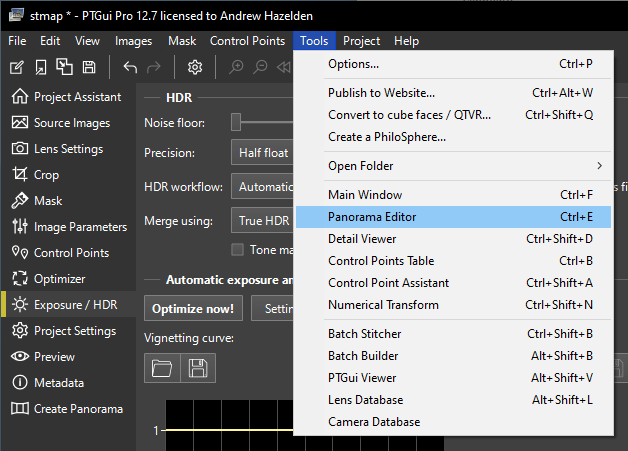 stmap * - PTGui Pro 12.7 licensed to Andrew Hazelden
File Edit View Images Mask Control Points Tools Project Help
Project Assistant
Source Images
Lens Settings
Crop
Mask
Image Parameters
Control Points
Optimizer
Exposure / HDR
Project Settings
Preview
Metadata
Create Panorama
HDR
Noise floor:
Precision: Half float
HDR workflow: Automatic
s fi
Merge using: True HDR
Tone ma
Automatic exposure an
Optimize now! Settin
Vignetting curve:
1
Options... Ctrl+P
Publish to Website... Ctrl+Alt+W
Convert to cube faces / QTVR... Ctrl+Shift+Q
Create a PhiloSphere...
Open Folder
Main Window Ctrl+F
Panorama Editor Ctrl+E
Detail Viewer Ctrl+Shift+D
Control Points Table Ctrl+B
Control Point Assistant Ctrl+Shift+A
Numerical Transform Ctrl+Shift+N
Batch Stitcher Ctrl+Shift+B
Batch Builder Alt+Shift+B
PTGui Viewer Alt+Shift+V
Lens Database Alt+Shift+L
Camera Database